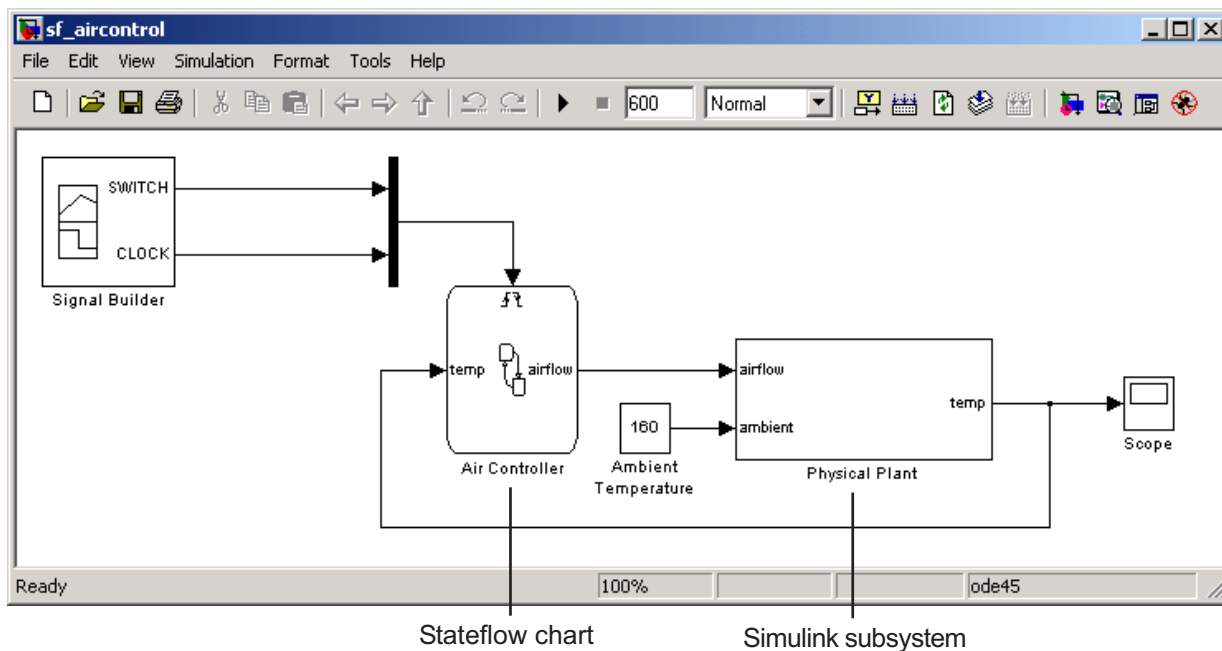 sf_aircontrol
File Edit View Simulation Format Tools Help
600 Normal
SWITCH
CLOCK
Signal Builder
temp airflow
Air Controller
160
Ambient
Temperature
airflow
ambient
temp
Physical Plant
Scope
Ready 100% ode45
Stateflow chart
Simulink subsystem